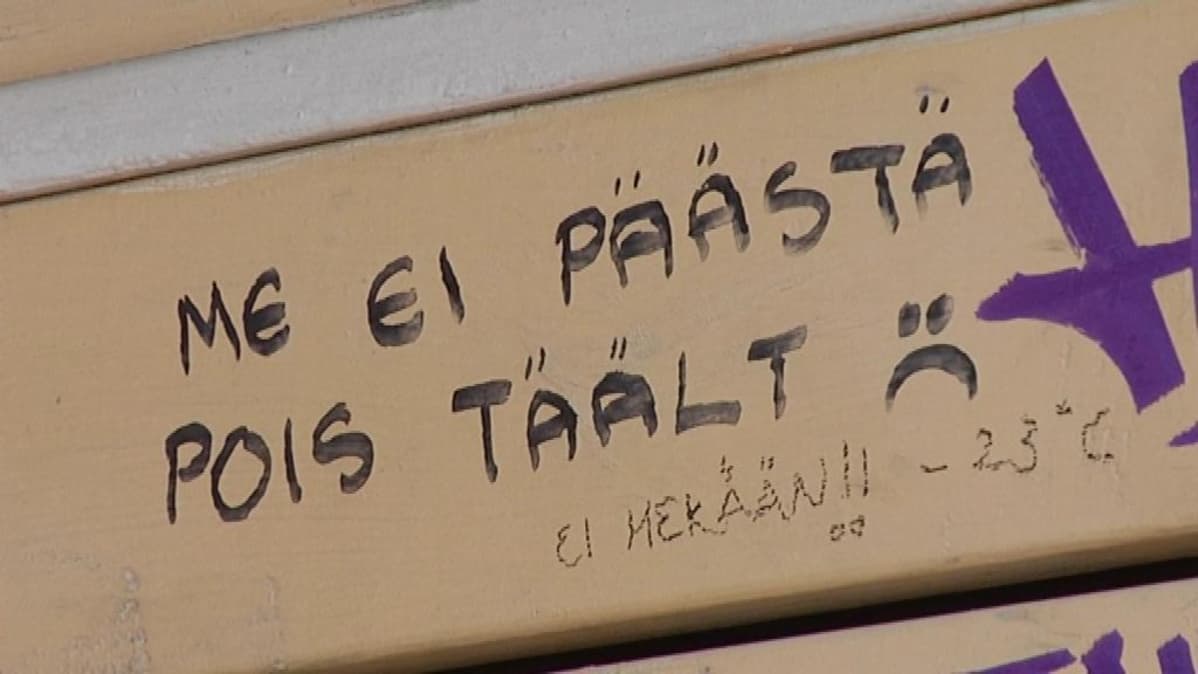 ME EI PÄÄSTÄ
POIS TÄÄLT :(
EI MEKÄÄN!! -23°C